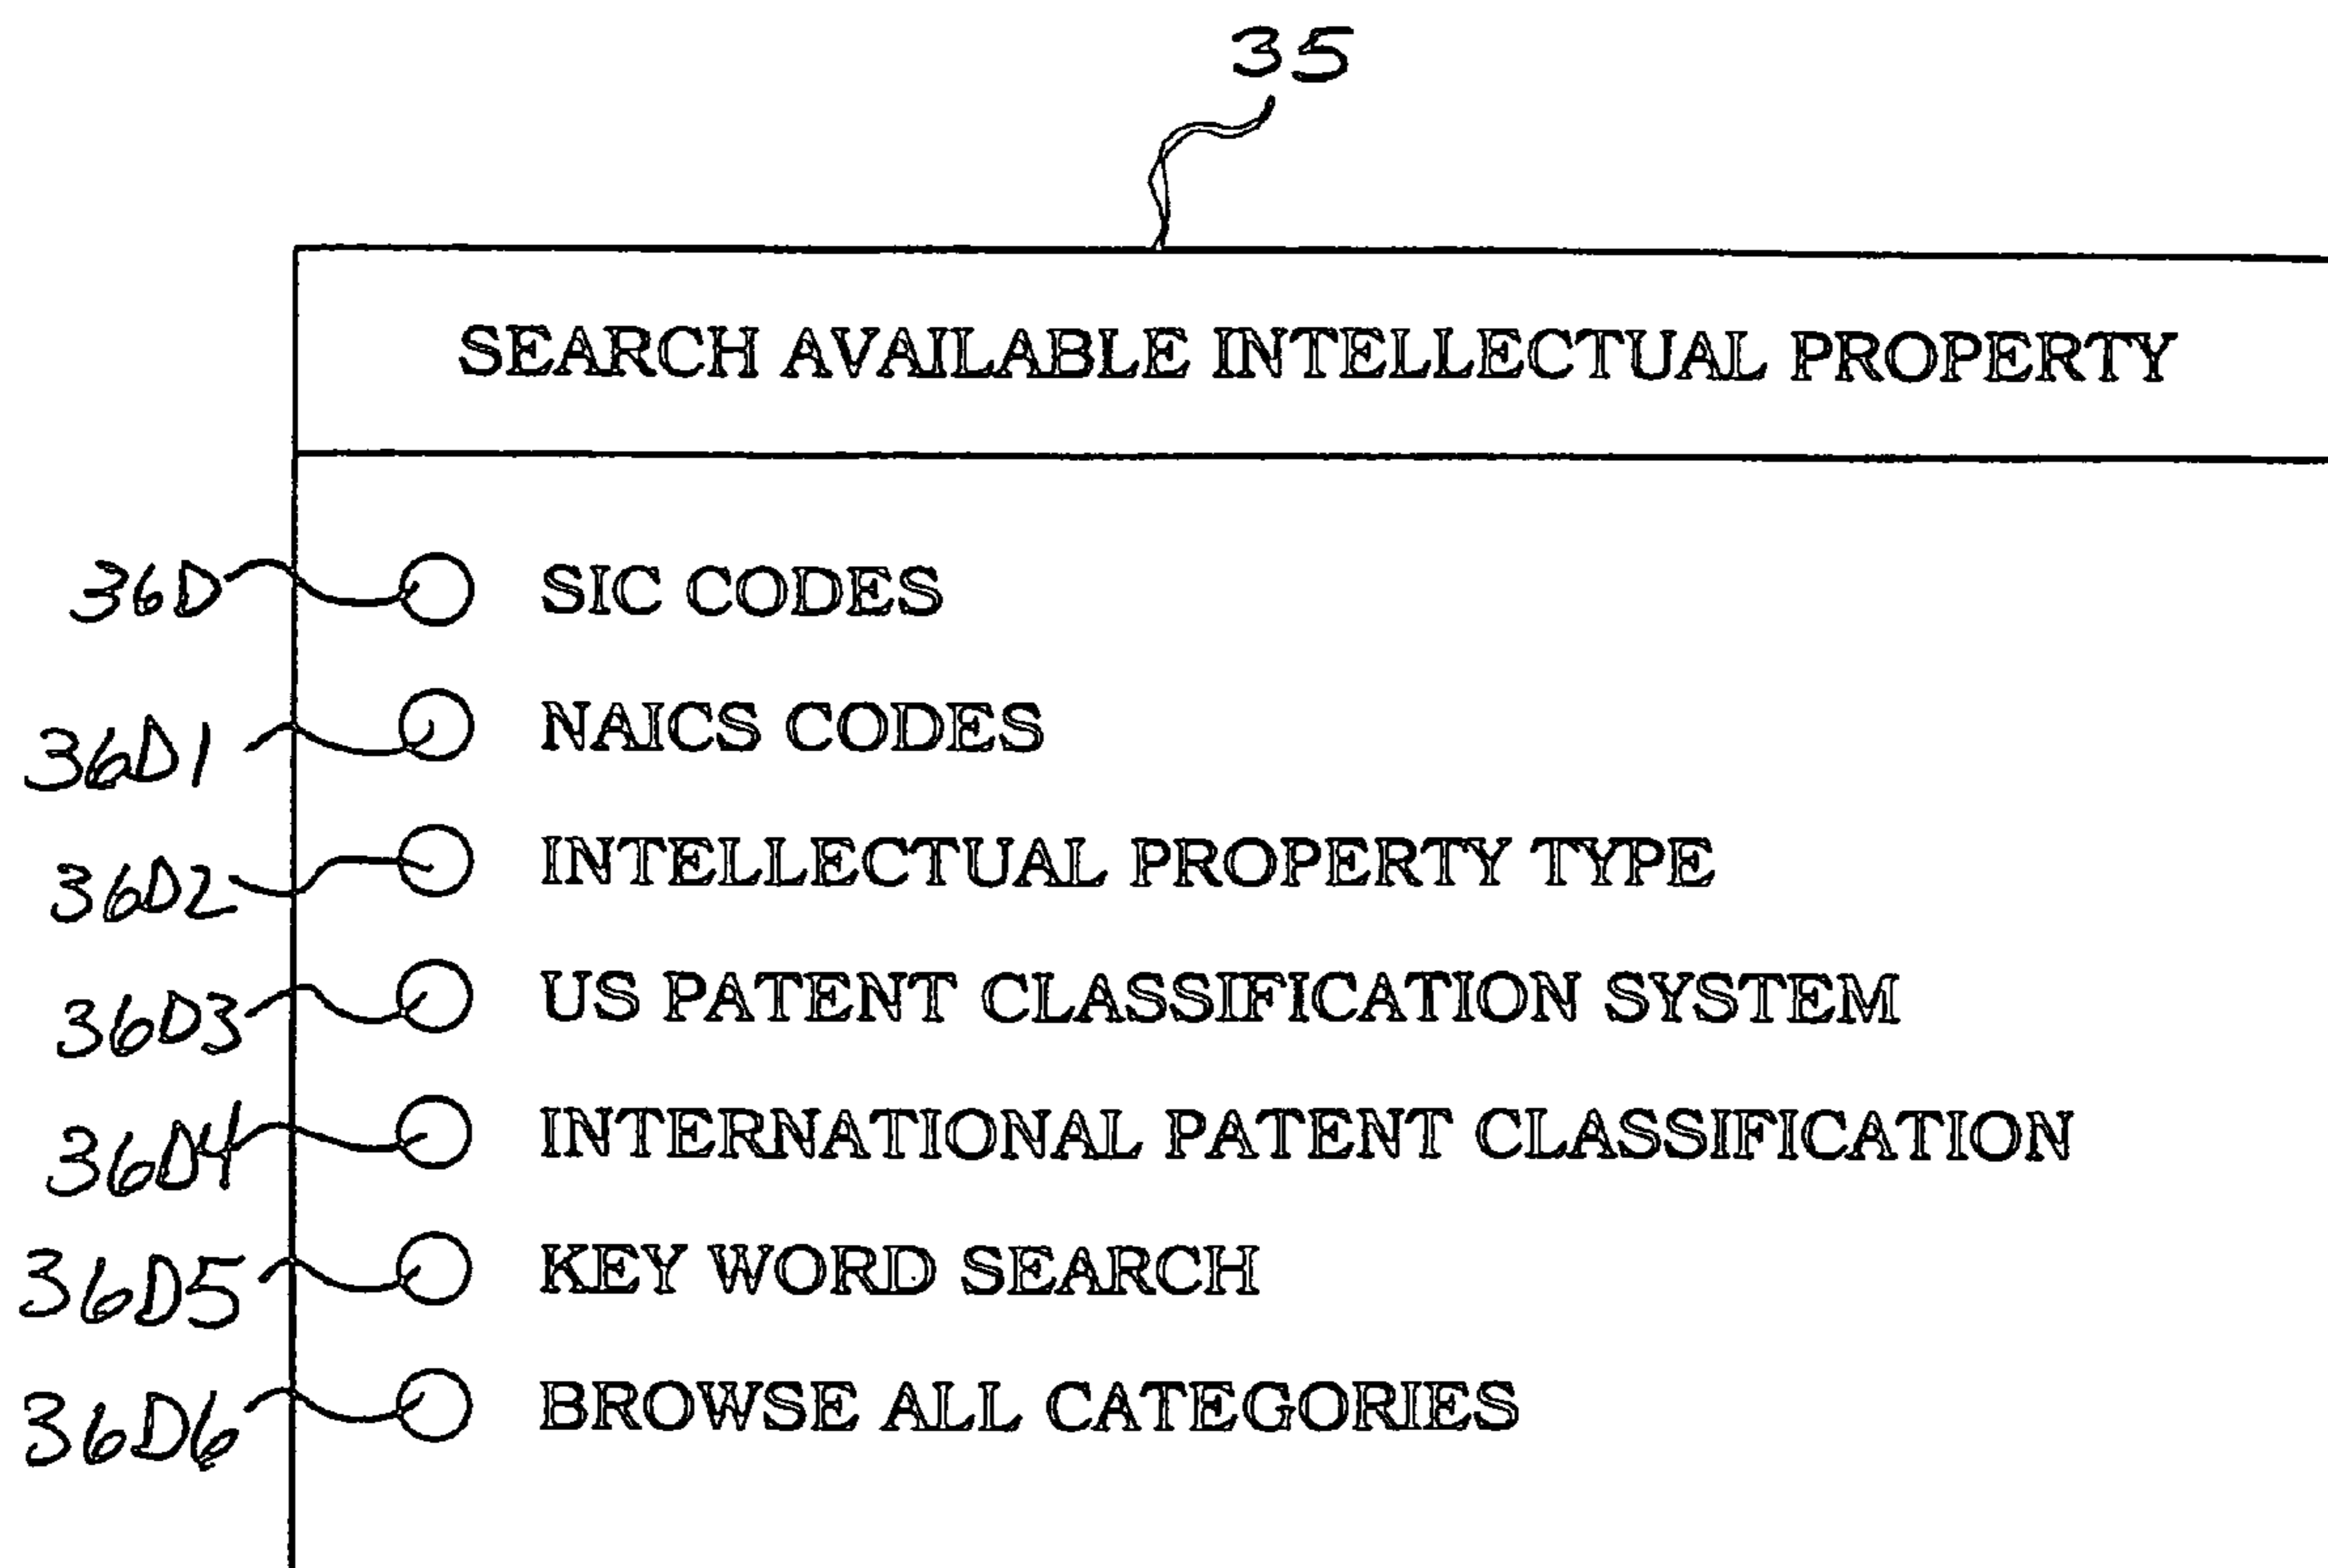 35
SEARCH AVAILABLE INTELLECTUAL PROPERTY
36D SIC CODES
36D1 NAICS CODES
36D2 INTELLECTUAL PROPERTY TYPE
36D3 US PATENT CLASSIFICATION SYSTEM
36D4 INTERNATIONAL PATENT CLASSIFICATION
36D5 KEY WORD SEARCH
36D6 BROWSE ALL CATEGORIES